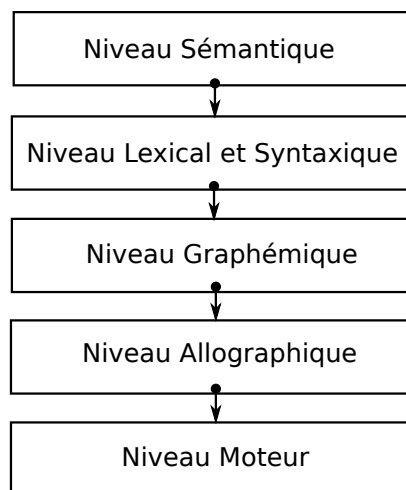 Niveau Sémantique
Niveau Lexical et Syntaxique
Niveau Graphémique
Niveau Allographique
Niveau Moteur